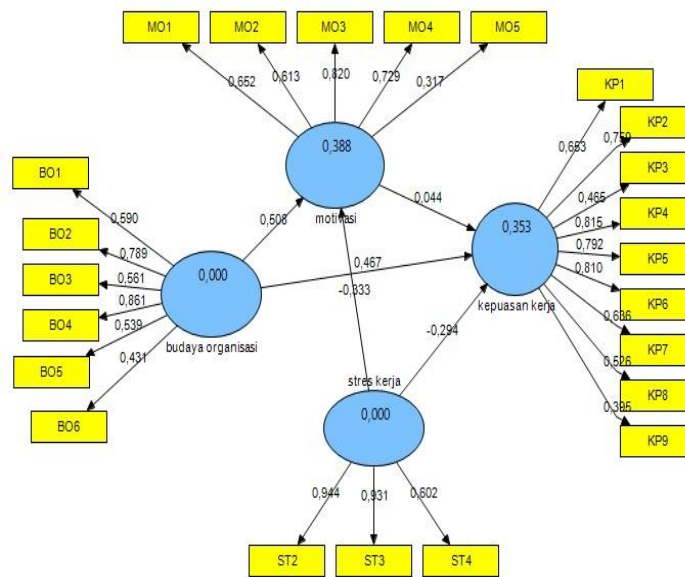 MO1
MO2
MO3
MO4
MO5
0,652
0,613
0,820
0,729
0,317
KP1
KP2
KP3
KP4
KP5
KP6
KP7
KP8
KP9
0,653
0,759
0,465
0,815
0,792
0,810
0,636
0,526
0,395
0,388
motivasi
0,044
0,353
kepuasan kerja
BO1
BO2
BO3
BO4
BO5
BO6
0,590
0,789
0,561
0,861
0,539
0,431
0,000
budaya organisasi
0,508
0,467
-0,333
-0,294
stres kerja
0,000
0,944
0,931
0,602
ST2
ST3
ST4